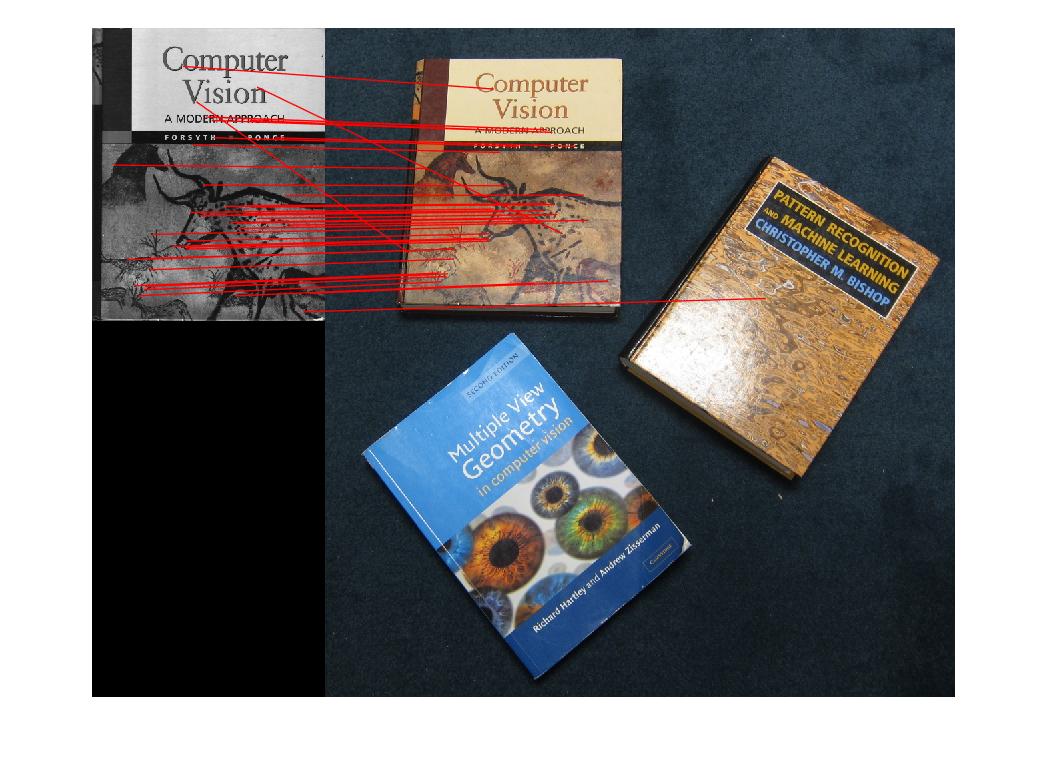 Computer
Vision
A MODERN APPROACH
FORSYTH PONCE
Computer
Vision
A MODERN APPROACH
FORSYTH PONCE
PATTERN RECOGNITION
AND MACHINE LEARNING
CHRISTOPHER M. BISHOP
SECOND EDITION
Multiple View
Geometry
in computer vision
Richard Hartley and Andrew Zisserman